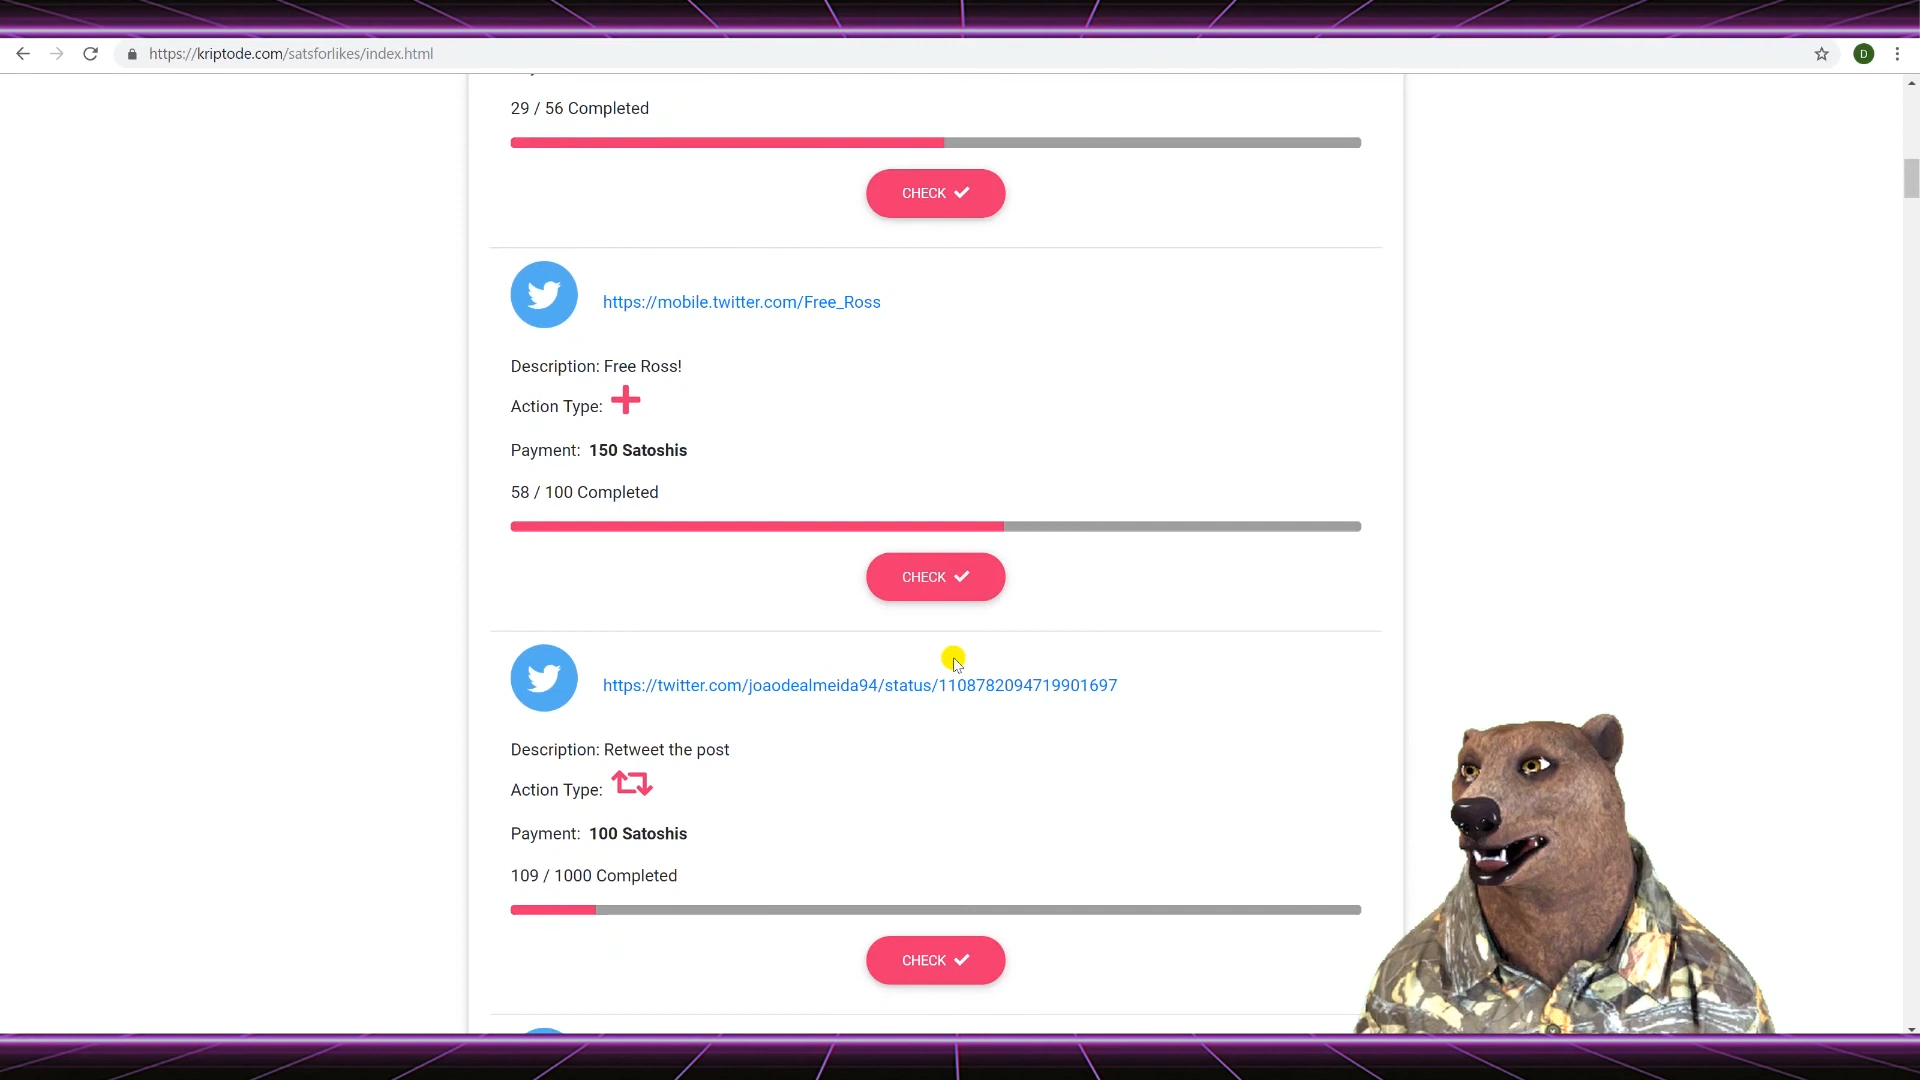 https://kriptode.com/satsforlikes/index.html
D
29 / 56 Completed
CHECK
https://mobile.twitter.com/Free_Ross
Description: Free Ross!
Action Type:
Payment: 150 Satoshis
58 / 100 Completed
CHECK
https://twitter.com/joaodealmeida94/status/1108782094719901697
Description: Retweet the post
Action Type:
Payment: 100 Satoshis
109 / 1000 Completed
CHECK